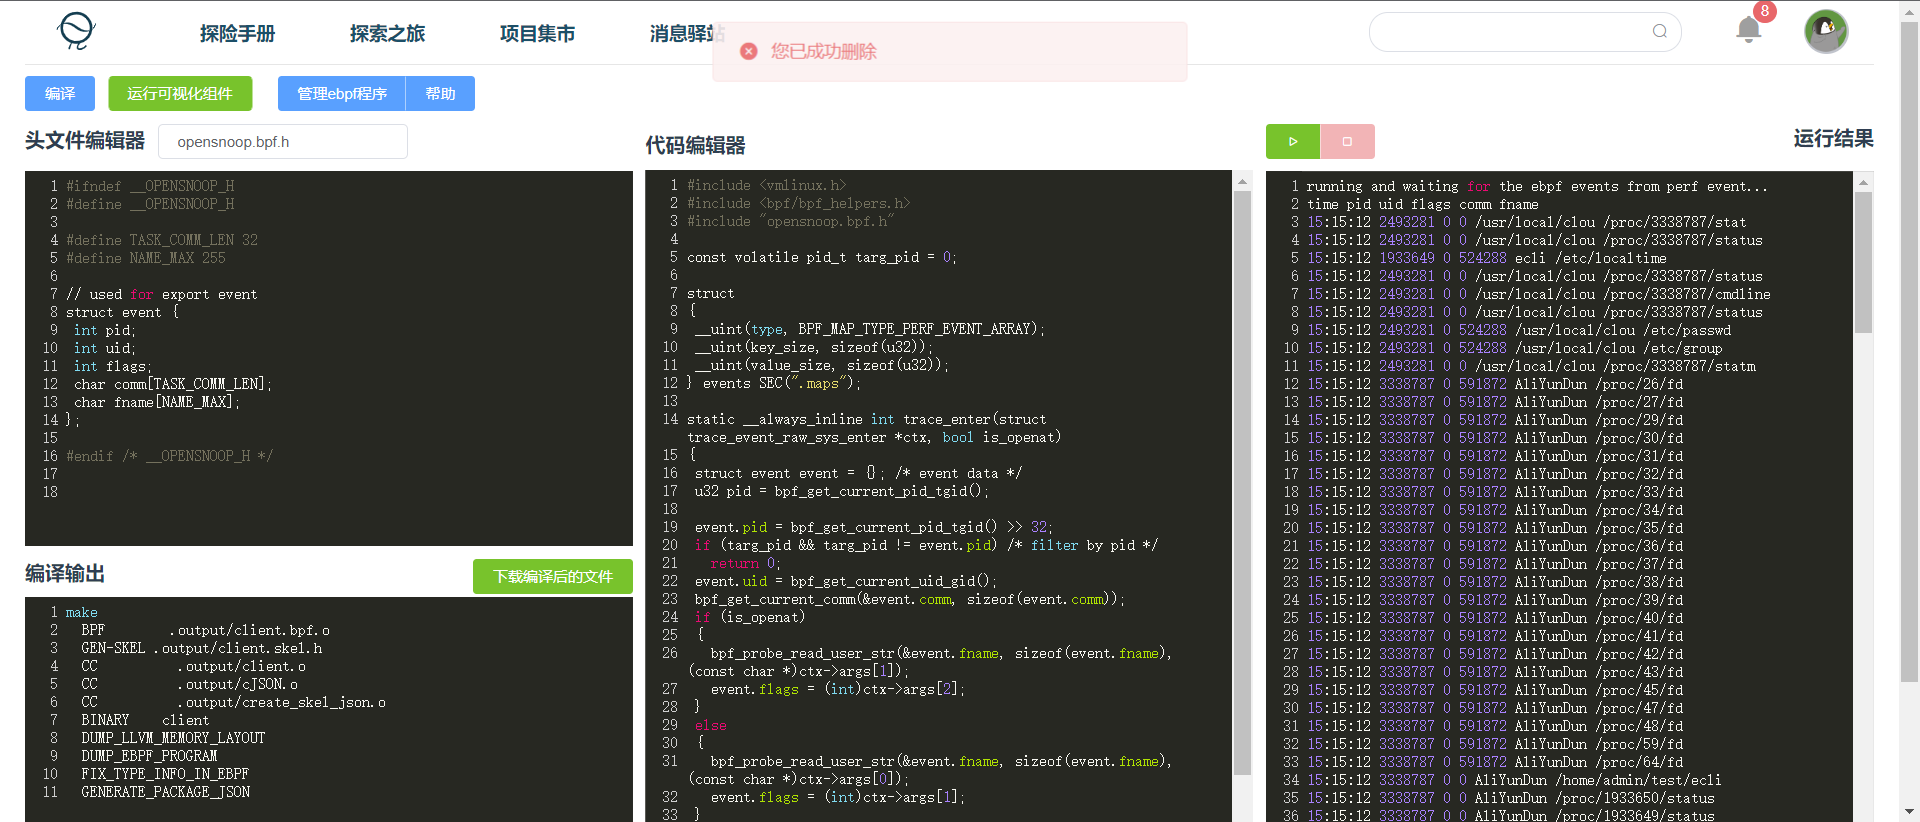 探险手册 探索之旅 项目集市 消息驿站
8
您已成功删除
编译 运行可视化组件 管理ebpf程序 帮助
头文件编辑器 opensnoop.bpf.h
1 #ifndef __OPENSNOOP_H
2 #define __OPENSNOOP_H
3
4 #define TASK_COMM_LEN 32
5 #define NAME_MAX 255
6
7 // used for export event
8 struct event {
9 int pid;
10 int uid;
11 int flags;
12 char comm[TASK_COMM_LEN];
13 char fname[NAME_MAX];
14 };
15
16 #endif /* __OPENSNOOP_H */
17
18
编译输出 下载编译后的文件
1 make
2 BPF .output/client.bpf.o
3 GEN-SKEL .output/client.skel.h
4 CC .output/client.o
5 CC .output/cJSON.o
6 CC .output/create_skel_json.o
7 BINARY client
8 DUMP_LLVM_MEMORY_LAYOUT
9 DUMP_EBPF_PROGRAM
10 FIX_TYPE_INFO_IN_EBPF
11 GENERATE_PACKAGE_JSON
代码编辑器
1 #include <vmlinux.h>
2 #include <bpf/bpf_helpers.h>
3 #include "opensnoop.bpf.h"
4
5 const volatile pid_t targ_pid = 0;
6
7 struct
8 {
9 __uint(type, BPF_MAP_TYPE_PERF_EVENT_ARRAY);
10 __uint(key_size, sizeof(u32));
11 __uint(value_size, sizeof(u32));
12 } events SEC(".maps");
13
14 static __always_inline int trace_enter(struct
trace_event_raw_sys_enter *ctx, bool is_openat)
15 {
16 struct event event = {}; /* event data */
17 u32 pid = bpf_get_current_pid_tgid();
18
19 event.pid = bpf_get_current_pid_tgid() >> 32;
20 if (targ_pid && targ_pid != event.pid) /* filter by pid */
21 return 0;
22 event.uid = bpf_get_current_uid_gid();
23 bpf_get_current_comm(&event.comm, sizeof(event.comm));
24 if (is_openat)
25 {
26 bpf_probe_read_user_str(&event.fname, sizeof(event.fname),
(const char *)ctx->args[1]);
27 event.flags = (int)ctx->args[2];
28 }
29 else
30 {
31 bpf_probe_read_user_str(&event.fname, sizeof(event.fname),
(const char *)ctx->args[0]);
32 event.flags = (int)ctx->args[1];
33 }
运行结果
1 running and waiting for the ebpf events from perf event...
2 time pid uid flags comm fname
3 15:15:12 2493281 0 0 /usr/local/clou /proc/3338787/stat
4 15:15:12 2493281 0 0 /usr/local/clou /proc/3338787/status
5 15:15:12 1933649 0 524288 ecli /etc/localtime
6 15:15:12 2493281 0 0 /usr/local/clou /proc/3338787/status
7 15:15:12 2493281 0 0 /usr/local/clou /proc/3338787/cmdline
8 15:15:12 2493281 0 0 /usr/local/clou /proc/3338787/status
9 15:15:12 2493281 0 524288 /usr/local/clou /etc/passwd
10 15:15:12 2493281 0 524288 /usr/local/clou /etc/group
11 15:15:12 2493281 0 0 /usr/local/clou /proc/3338787/statm
12 15:15:12 3338787 0 591872 AliYunDun /proc/26/fd
13 15:15:12 3338787 0 591872 AliYunDun /proc/27/fd
14 15:15:12 3338787 0 591872 AliYunDun /proc/29/fd
15 15:15:12 3338787 0 591872 AliYunDun /proc/30/fd
16 15:15:12 3338787 0 591872 AliYunDun /proc/31/fd
17 15:15:12 3338787 0 591872 AliYunDun /proc/32/fd
18 15:15:12 3338787 0 591872 AliYunDun /proc/33/fd
19 15:15:12 3338787 0 591872 AliYunDun /proc/34/fd
20 15:15:12 3338787 0 591872 AliYunDun /proc/35/fd
21 15:15:12 3338787 0 591872 AliYunDun /proc/36/fd
22 15:15:12 3338787 0 591872 AliYunDun /proc/37/fd
23 15:15:12 3338787 0 591872 AliYunDun /proc/38/fd
24 15:15:12 3338787 0 591872 AliYunDun /proc/39/fd
25 15:15:12 3338787 0 591872 AliYunDun /proc/40/fd
26 15:15:12 3338787 0 591872 AliYunDun /proc/41/fd
27 15:15:12 3338787 0 591872 AliYunDun /proc/42/fd
28 15:15:12 3338787 0 591872 AliYunDun /proc/43/fd
29 15:15:12 3338787 0 591872 AliYunDun /proc/45/fd
30 15:15:12 3338787 0 591872 AliYunDun /proc/47/fd
31 15:15:12 3338787 0 591872 AliYunDun /proc/48/fd
32 15:15:12 3338787 0 591872 AliYunDun /proc/59/fd
33 15:15:12 3338787 0 591872 AliYunDun /proc/64/fd
34 15:15:12 3338787 0 0 AliYunDun /home/admin/test/ecli
35 15:15:12 3338787 0 0 AliYunDun /proc/1933650/status
36 15:15:12 3338787 0 0 AliYunDun /proc/1933649/status